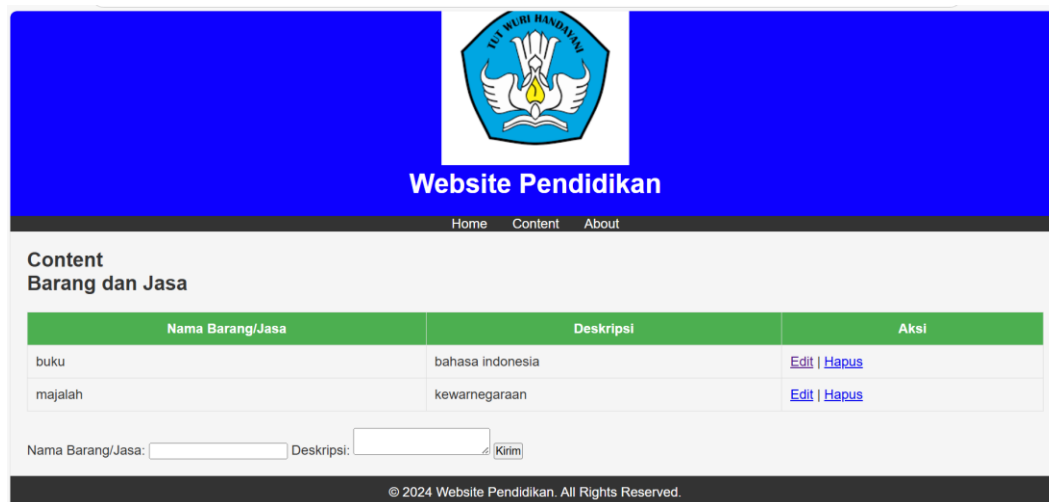 TUT WURI HANDAYANI
Website Pendidikan
Home Content About
Content
Barang dan Jasa
Nama Barang/Jasa Deskripsi Aksi
buku bahasa indonesia Edit | Hapus
majalah kewarnegaraan Edit | Hapus
Nama Barang/Jasa: Deskripsi: Kirim
© 2024 Website Pendidikan. All Rights Reserved.